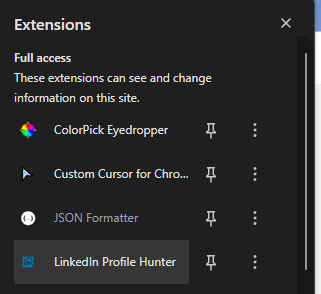 Extensions
Full access
These extensions can see and change
information on this site.
ColorPick Eyedropper
Custom Cursor for Chro...
JSON Formatter
LinkedIn Profile Hunter